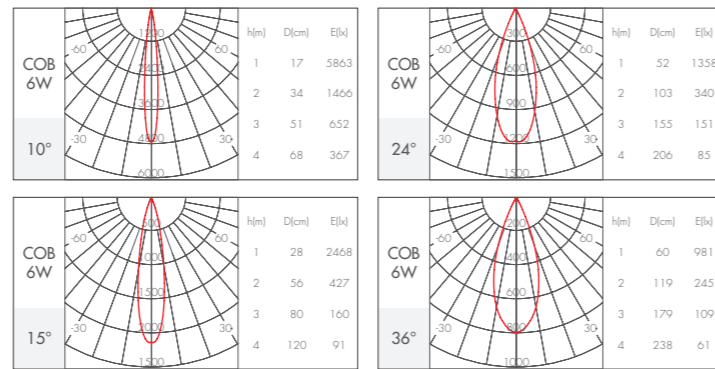 COB
6W
10°
-60
60
-30
30
1200
2400
3600
4800
6000
h(m) D(cm) E(lx)
1 17 5863
2 34 1466
3 51 652
4 68 367
COB
6W
24°
-60
60
-30
30
300
600
900
1200
1500
h(m) D(cm) E(lx)
1 52 1358
2 103 340
3 155 151
4 206 85
COB
6W
15°
-60
60
-30
30
500
1000
1500
2000
1500
h(m) D(cm) E(lx)
1 28 2468
2 56 427
3 80 160
4 120 91
COB
6W
36°
-60
60
-30
30
200
400
600
800
1000
h(m) D(cm) E(lx)
1 60 981
2 119 245
3 179 109
4 238 61